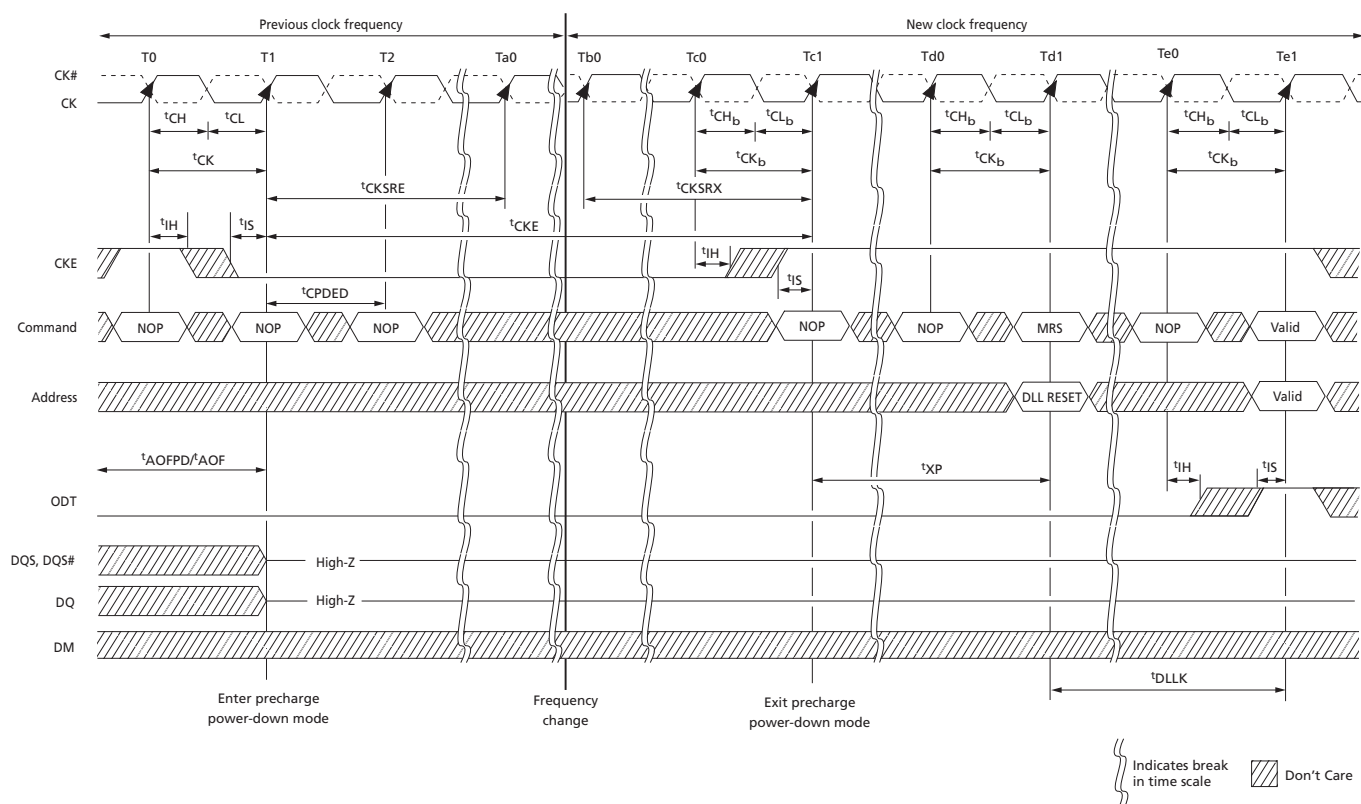 Previous clock frequency New clock frequency
T0 T1 T2 Ta0 Tb0 Tc0 Tc1 Td0 Td1 Te0 Te1
CK#
CK
tCH tCL tCHb tCLb tCHb tCLb tCHb tCLb
tCK tCKb tCKb tCKb
tCKSRE tCKSRX
tIH tIS tCKE
CKE tIH
tIS
tCPDED
Command NOP NOP NOP NOP NOP MRS NOP Valid
Address DLL RESET Valid
tAOFPD/tAOF tXP tIH tIS
ODT
DQS, DQS# High-Z
DQ High-Z
DM
tDLLK
Enter precharge
power-down mode
Frequency
change
Exit precharge
power-down mode
Indicates break
in time scale
Don't Care